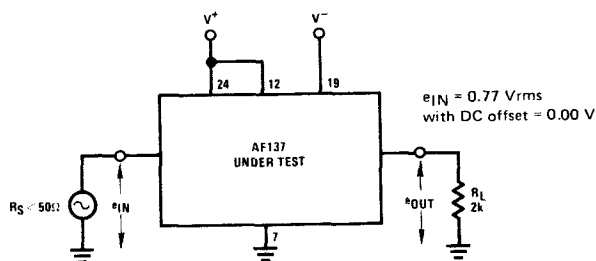 V+
V-
24
12
19
eIN = 0.77 Vrms
with DC offset = 0.00 V
AF137
UNDER TEST
RS < 50Ω
eIN
eOUT
RL
2k
7